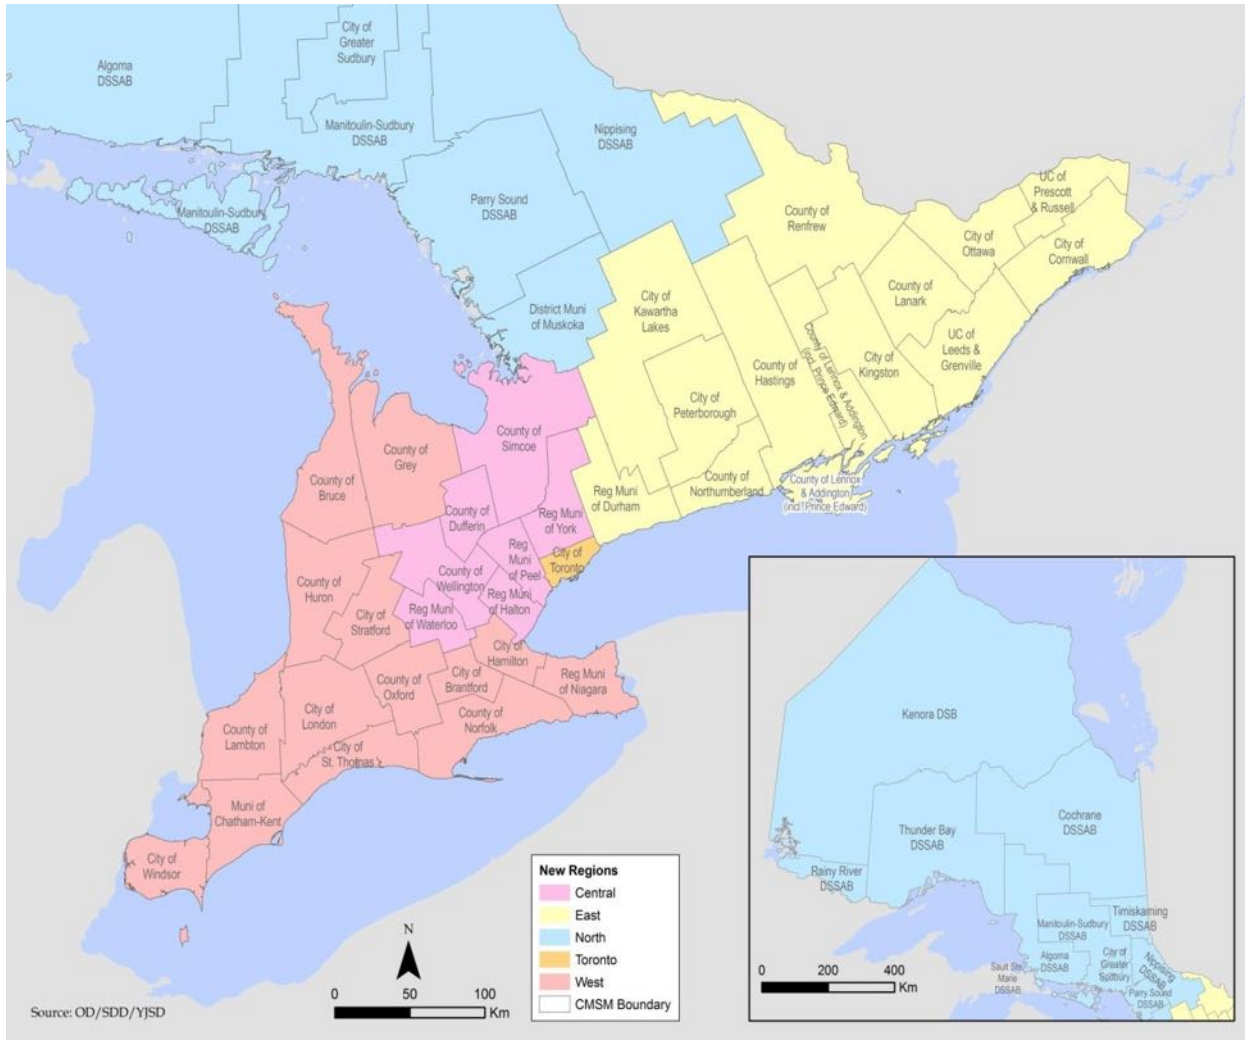 City of
Greater
Sudbury
Algoma
DSSAB
Manitoulin-Sudbury
DSSAB
Nippising
DSSAB
Manitoulin-Sudbury
DSSAB
Parry Sound
DSSAB
District Muni
of Muskoka
County of
Renfrew
UC of
Prescott
& Russell
City of
Ottawa
City of
Cornwall
County of
Lanark
UC of
Leeds &
Grenville
City of
Kawartha
Lakes
County of
Hastings
County of Lennox & Addington
(incl. Prince Edward)
City of
Kingston
City of
Peterborough
County of
Northumberland
County of Lennox
& Addington
(incl. Prince Edward)
Reg Muni
of Durham
County of
Simcoe
County of
Grey
County of
Bruce
County of
Dufferin
Reg Muni
of York
Reg
Muni
of Peel
City of
Toronto
County of
Wellington
Reg Muni
of Halton
Reg Muni
of Waterloo
County of
Huron
City of
Stratford
City of
Hamilton
Reg Muni
of Niagara
City of
Brantford
County of
Oxford
County of
Norfolk
City of
London
County of
Lambton
City of
St. Thomas
Muni of
Chatham-Kent
City of
Windsor
Source: OD/SDD/YJSD
N
0 50 100
Km
New Regions
Central
East
North
Toronto
West
CMSM Boundary
Kenora DSB
Thunder Bay
DSSAB
Cochrane
DSSAB
Rainy River
DSSAB
Timiskaming
DSSAB
Manitoulin-Sudbury
DSSAB
Algoma
DSSAB
City of
Greater
Sudbury
Nippising
DSSAB
Parry Sound
DSSAB
Sault Ste
Marie
DSSAB
0 200 400
Km